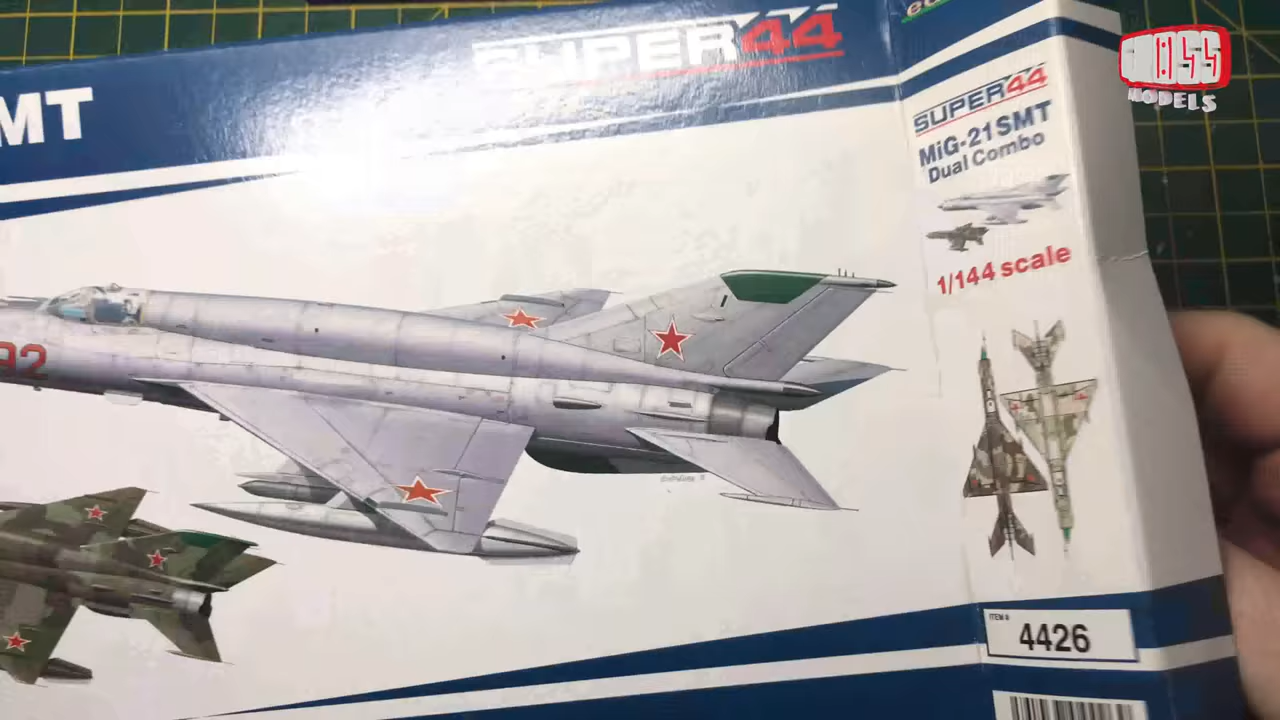 SUPER44
MT
92
SUPER44
MiG-21SMT
Dual Combo
1/144 scale
ITEM #
4426
MODELS